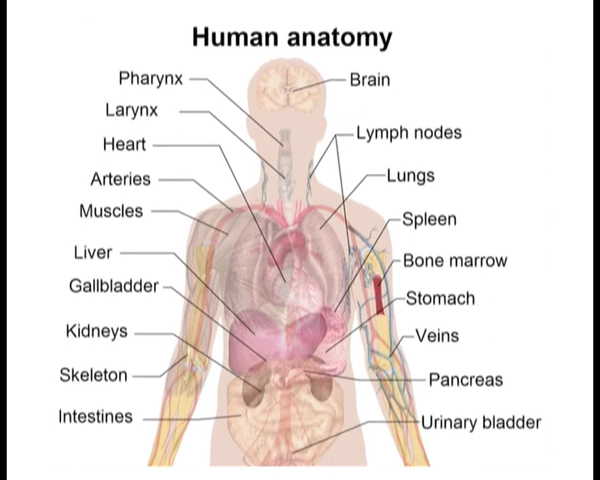 Human anatomy
Pharynx
Larynx
Heart
Arteries
Muscles
Liver
Gallbladder
Kidneys
Skeleton
Intestines
Brain
Lymph nodes
Lungs
Spleen
Bone marrow
Stomach
Veins
Pancreas
Urinary bladder